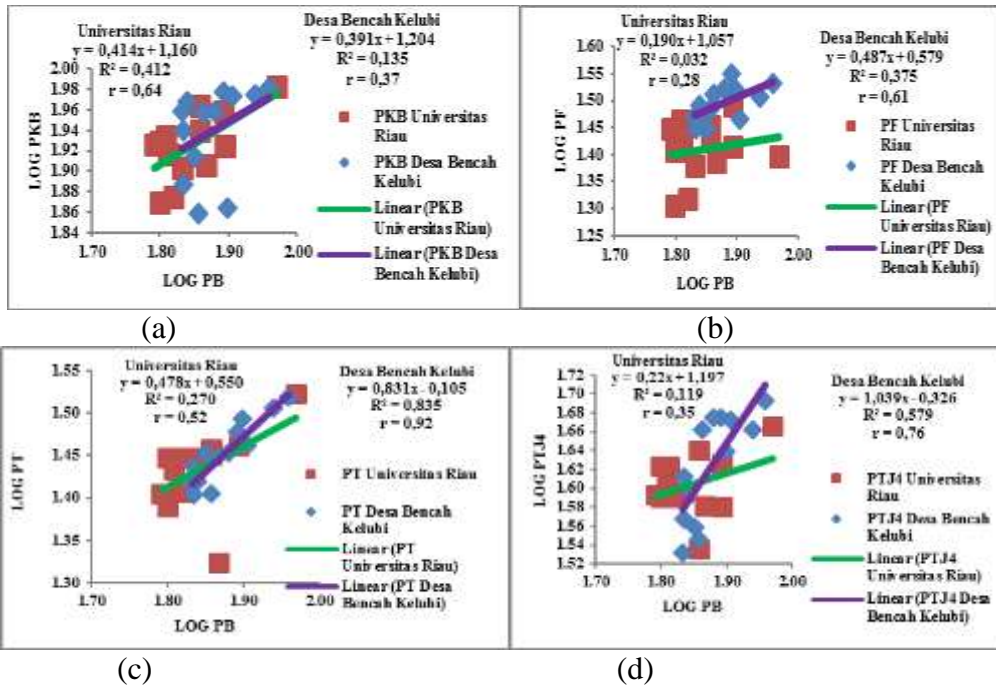 Universitas Riau
y = 0,414x + 1,160
R² = 0,412
r = 0,64
Desa Bencah Kelubi
y = 0,391x + 1,204
R² = 0,135
r = 0,37
2.00
1.98
1.96
1.94
1.92
1.90
1.88
1.86
1.84
LOG PKB
1.70
1.80
1.90
2.00
LOG PB
PKB Universitas
Riau
PKB Desa Bencah
Kelubi
Linear (PKB
Universitas Riau)
Linear (PKB Desa
Bencah Kelubi)
(a)
Universitas Riau
y = 0,190x + 1,057
R² = 0,032
r = 0,28
Desa Bencah Kelubi
y = 0,487x + 0,579
R² = 0,375
r = 0,61
1.60
1.55
1.50
1.45
1.40
1.35
1.30
1.25
LOG PF
1.70
1.80
1.90
2.00
LOG PB
PF Universitas
Riau
PF Desa Bencah
Kelubi
Linear (PF
Universitas Riau)
Linear (PF Desa
Bencah Kelubi)
(b)
Universitas Riau
y = 0,478x + 0,550
R² = 0,270
r = 0,52
Desa Bencah Kelubi
y = 0,831x - 0,105
R² = 0,835
r = 0,92
1.55
1.50
1.45
1.40
1.35
1.30
LOG PT
1.70
1.80
1.90
2.00
LOG PB
PT Universitas Riau
PT Desa Bencah
Kelubi
Linear (PT
Universitas Riau)
Linear (PT Desa
Bencah Kelubi)
(c)
Universitas Riau
y = 0,22x + 1,197
R² = 0,119
r = 0,35
Desa Bencah Kelubi
y = 1,039x - 0,326
R² = 0,579
r = 0,76
1.72
1.70
1.68
1.66
1.64
1.62
1.60
1.58
1.56
1.54
1.52
LOG PTJ4
1.70
1.80
1.90
2.00
LOG PB
PTJ4 Universitas
Riau
PTJ4 Desa Bencah
Kelubi
Linear (PTJ4
Universitas Riau)
Linear (PTJ4 Desa
Bencah Kelubi)
(d)